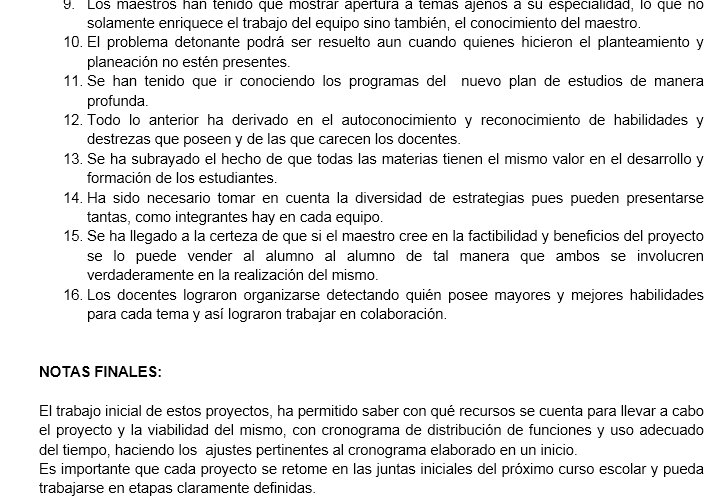 9. Los maestros han tenido que mostrar apertura a temas ajenos a su especialidad, lo que no
solamente enriquece el trabajo del equipo sino también, el conocimiento del maestro.
10. El problema detonante podrá ser resuelto aun cuando quienes hicieron el planteamiento y
planeación no estén presentes.
11. Se han tenido que ir conociendo los programas del  nuevo plan de estudios de manera
profunda.
12. Todo lo anterior ha derivado en el autoconocimiento y reconocimiento de habilidades y
destrezas que poseen y de las que carecen los docentes.
13. Se ha subrayado el hecho de que todas las materias tienen el mismo valor en el desarrollo y
formación de los estudiantes.
14. Ha sido necesario tomar en cuenta la diversidad de estrategias pues pueden presentarse
tantas, como integrantes hay en cada equipo.
15. Se ha llegado a la certeza de que si el maestro cree en la factibilidad y beneficios del proyecto
se lo puede vender al alumno al alumno de tal manera que ambos se involucren
verdaderamente en la realización del mismo.
16. Los docentes lograron organizarse detectando quién posee mayores y mejores habilidades
para cada tema y así lograron trabajar en colaboración.
NOTAS FINALES:
El trabajo inicial de estos proyectos, ha permitido saber con qué recursos se cuenta para llevar a cabo
el proyecto y la viabilidad del mismo, con cronograma de distribución de funciones y uso adecuado
del tiempo, haciendo los  ajustes pertinentes al cronograma elaborado en un inicio.
Es importante que cada proyecto se retome en las juntas iniciales del próximo curso escolar y pueda
trabajarse en etapas claramente definidas.